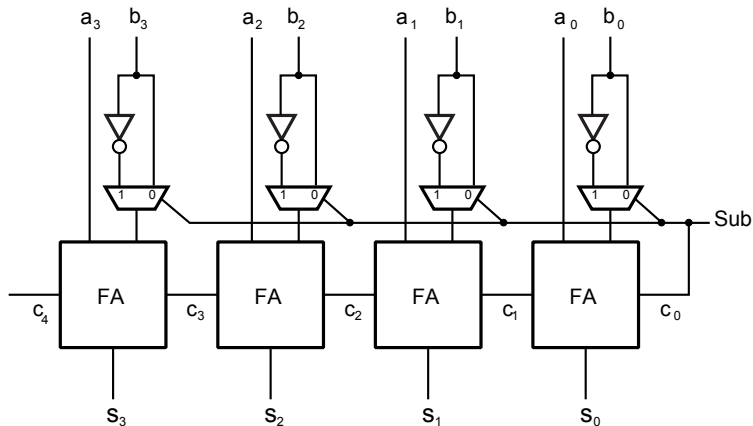 a₃ b₃ a₂ b₂ a₁ b₁ a₀ b₀
1 0 1 0 1 0 1 0
Sub
FA FA FA FA
c₄ c₃ c₂ c₁ c₀
s₃ s₂ s₁ s₀